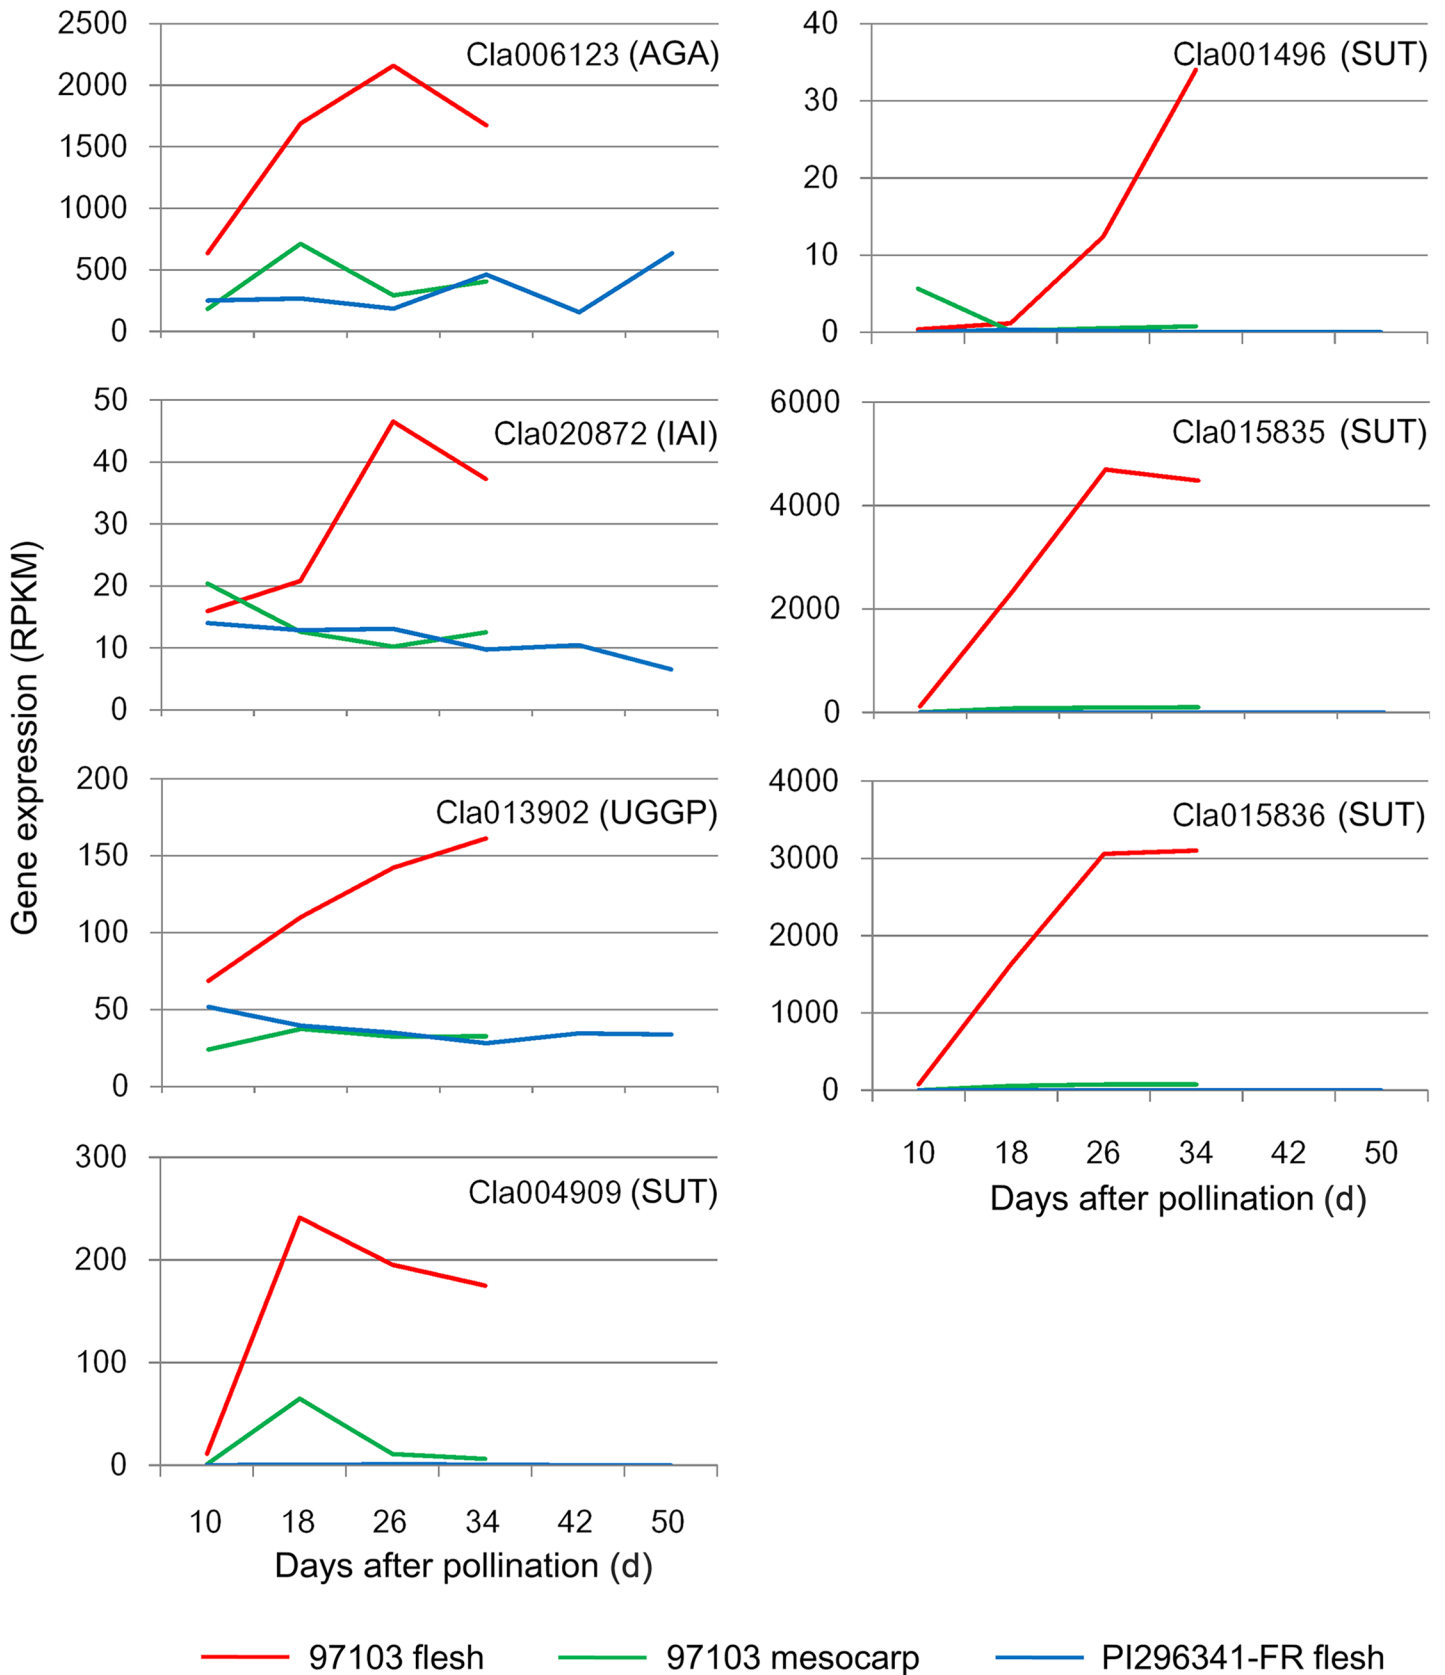 Gene expression (RPKM)
Cla006123 (AGA)
2500
2000
1500
1000
500
0
Cla020872 (IAI)
50
40
30
20
10
0
Cla013902 (UGGP)
200
150
100
50
0
Cla004909 (SUT)
300
200
100
0
10 18 26 34 42 50
Days after pollination (d)
Cla001496 (SUT)
40
30
20
10
0
Cla015835 (SUT)
6000
4000
2000
0
Cla015836 (SUT)
4000
3000
2000
1000
0
10 18 26 34 42 50
Days after pollination (d)
97103 flesh 97103 mesocarp PI296341-FR flesh